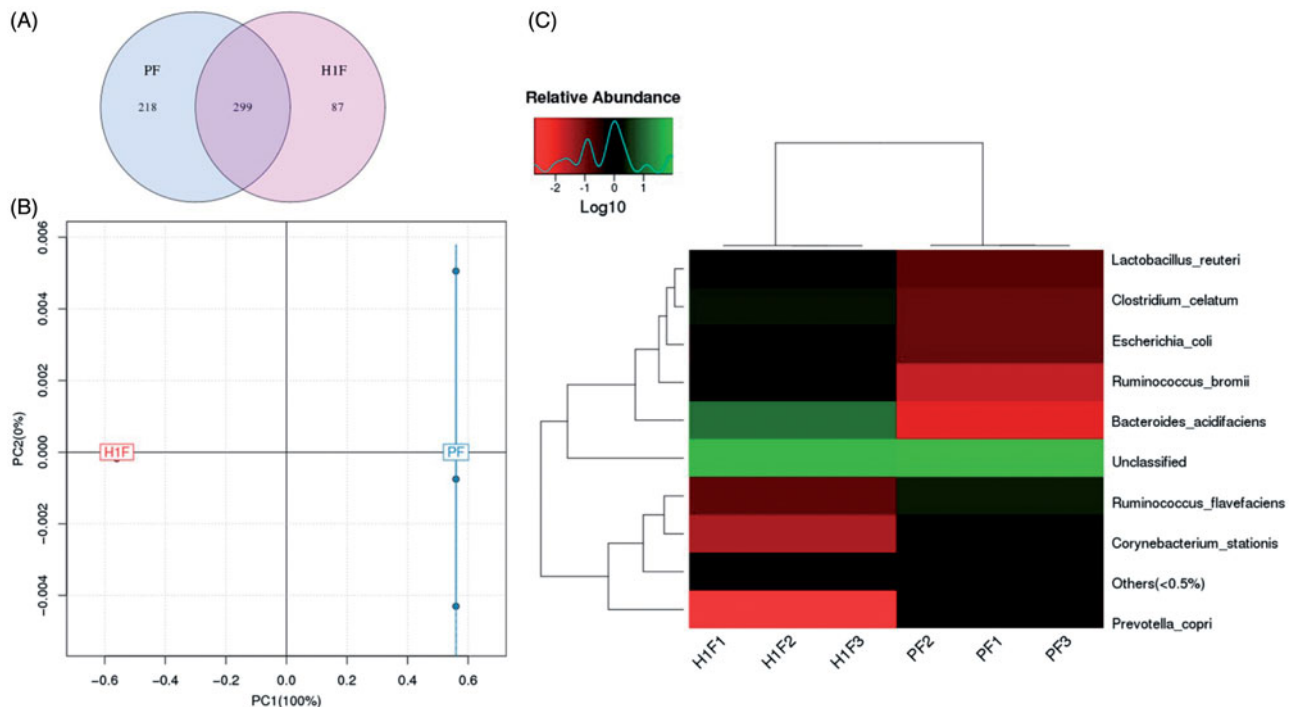 (A)
PF
H1F
218
299
87
(B)
0.006
0.004
0.002
0.000
−0.002
−0.004
PC2(0%)
H1F
PF
−0.6
−0.4
−0.2
0.0
0.2
0.4
0.6
PC1(100%)
(C)
Relative Abundance
-2
-1
0
1
Log10
Lactobacillus_reuteri
Clostridium_celatum
Escherichia_coli
Ruminococcus_bromii
Bacteroides_acidifaciens
Unclassified
Ruminococcus_flavefaciens
Corynebacterium_stationis
Others(<0.5%)
Prevotella_copri
H1F1
H1F2
H1F3
PF2
PF1
PF3